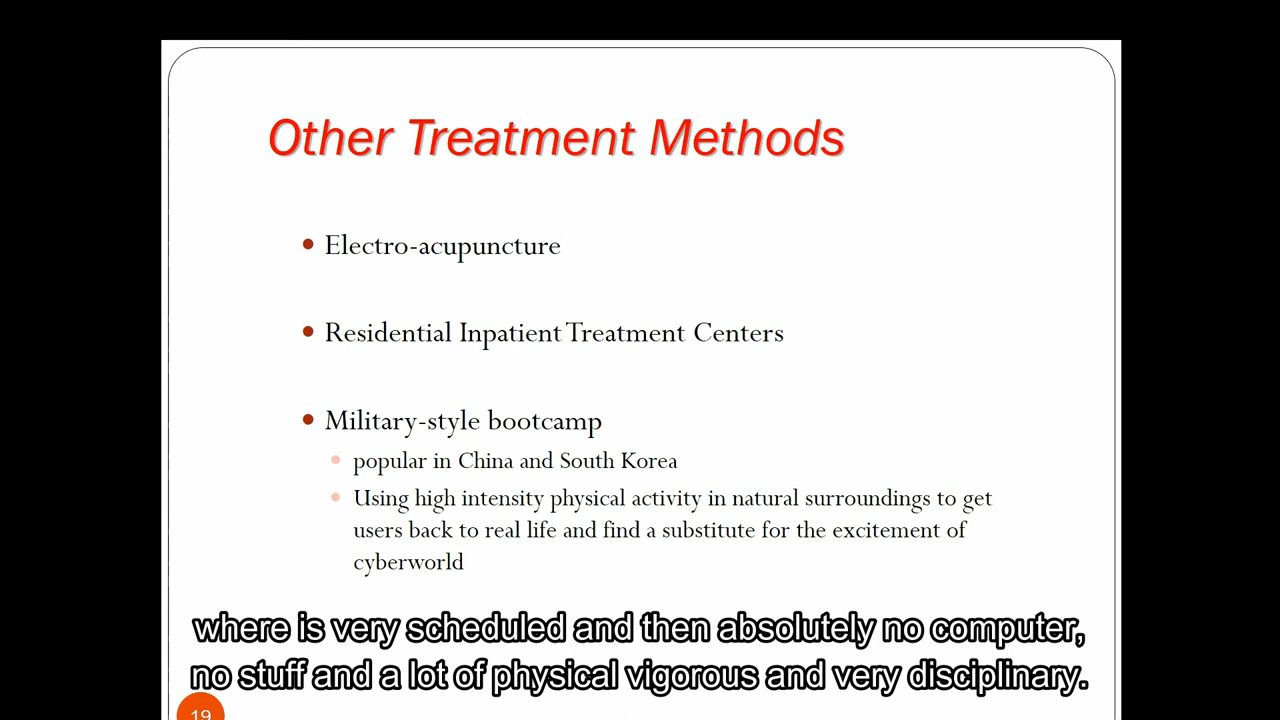 Other Treatment Methods
• Electro-acupuncture
• Residential Inpatient Treatment Centers
• Military-style bootcamp
• popular in China and South Korea
• Using high intensity physical activity in natural surroundings to get
users back to real life and find a substitute for the excitement of
cyberworld
where is very scheduled and then absolutely no computer,
no stuff and a lot of physical vigorous and very disciplinary.
19